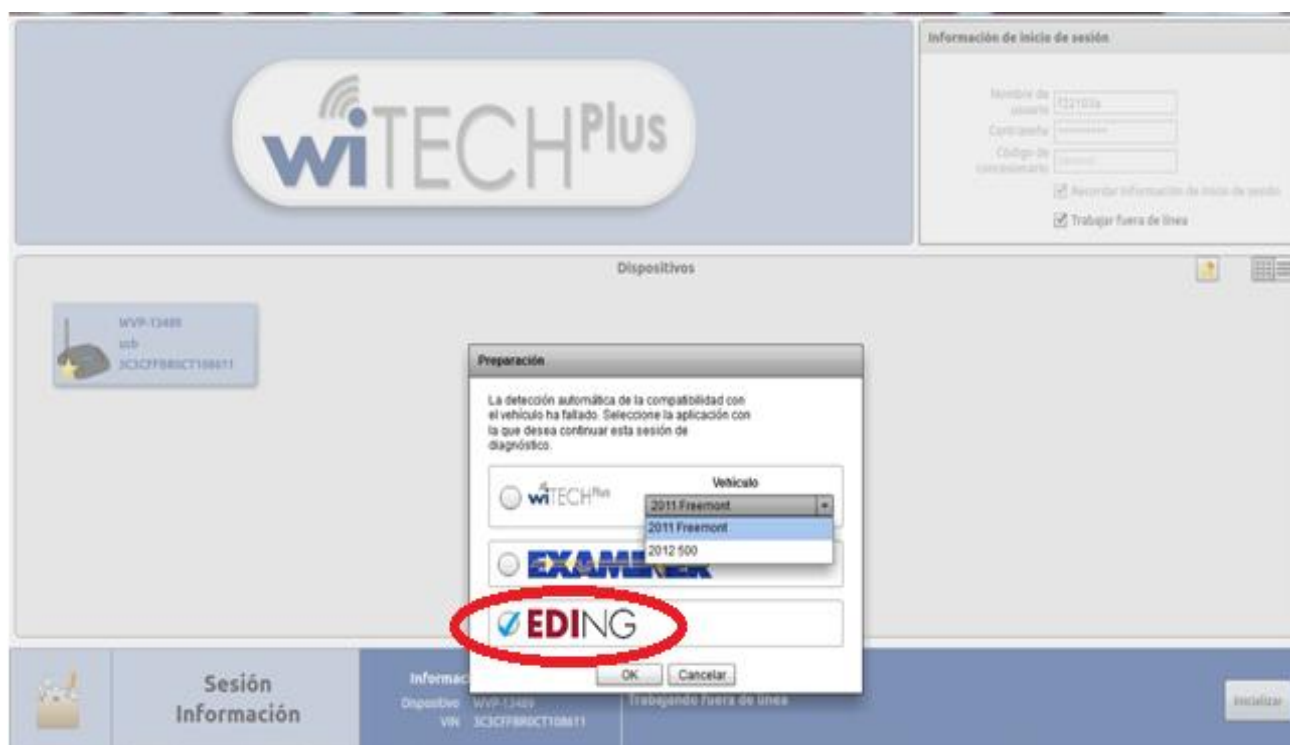 wiTECH Plus
Información de inicio de sesión
Nombre de
usuario
Contraseña
Código de
concesionario
Recordar información de inicio de sesión
Trabajar fuera de línea
Dispositivos
WVP-13489
usb
Preparación
La detección automática de la compatibilidad con
el vehículo ha fallado. Seleccione la aplicación con
la que desea continuar esta sesión de
diagnóstico.
wiTECH Plus
Vehículo
2011 Freemont
2011 Freemont
2012 500
EXAMINER
EDING
OK Cancelar
Sesión
Información
Informac
Dispositivo WVP-13489
VIN
Trabajando fuera de línea
Inicializar